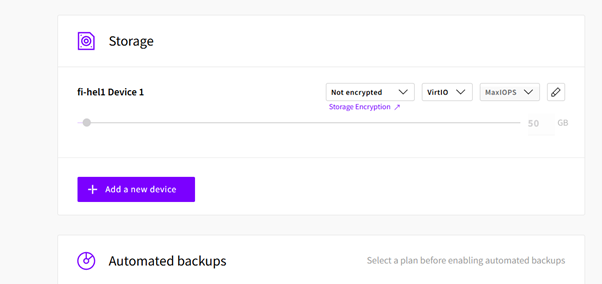 Storage
fi-hel1 Device 1
Not encrypted
VirtIO
MaxIOPS
Storage Encryption ↗
50 GB
+ Add a new device
Automated backups
Select a plan before enabling automated backups